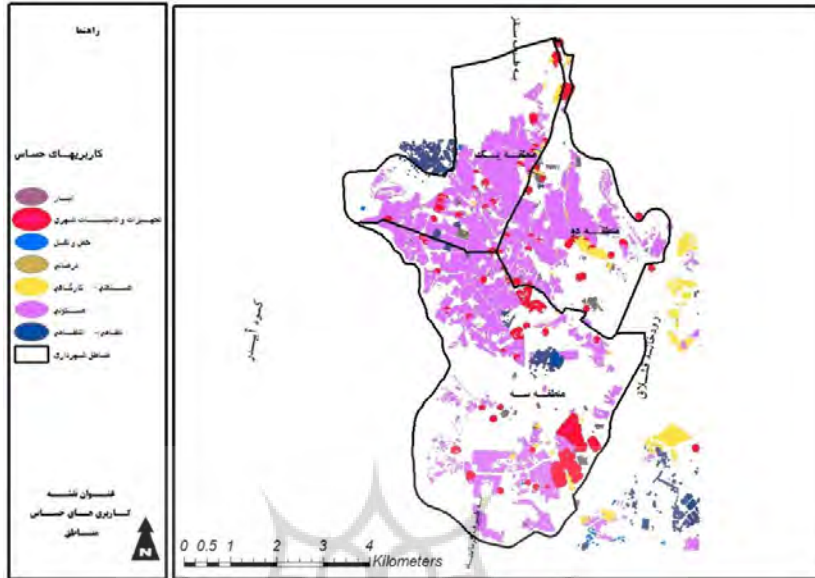 راهنما
کاربریهای حساس
انبار
تجهیزات و تاسیسات شهری
حمل و نقل
درمانی
صنعتی - کارگاهی
مسکونی
نظامی - انتظامی
مناطق شهرداری
عنوان نقشه
کاربری های حساس
مناطق
N
منطقه یک
منطقه دو
منطقه سه
کوه آبیدر
رودخانه قشلاق
0 0.5 1 2 3 4
Kilometers